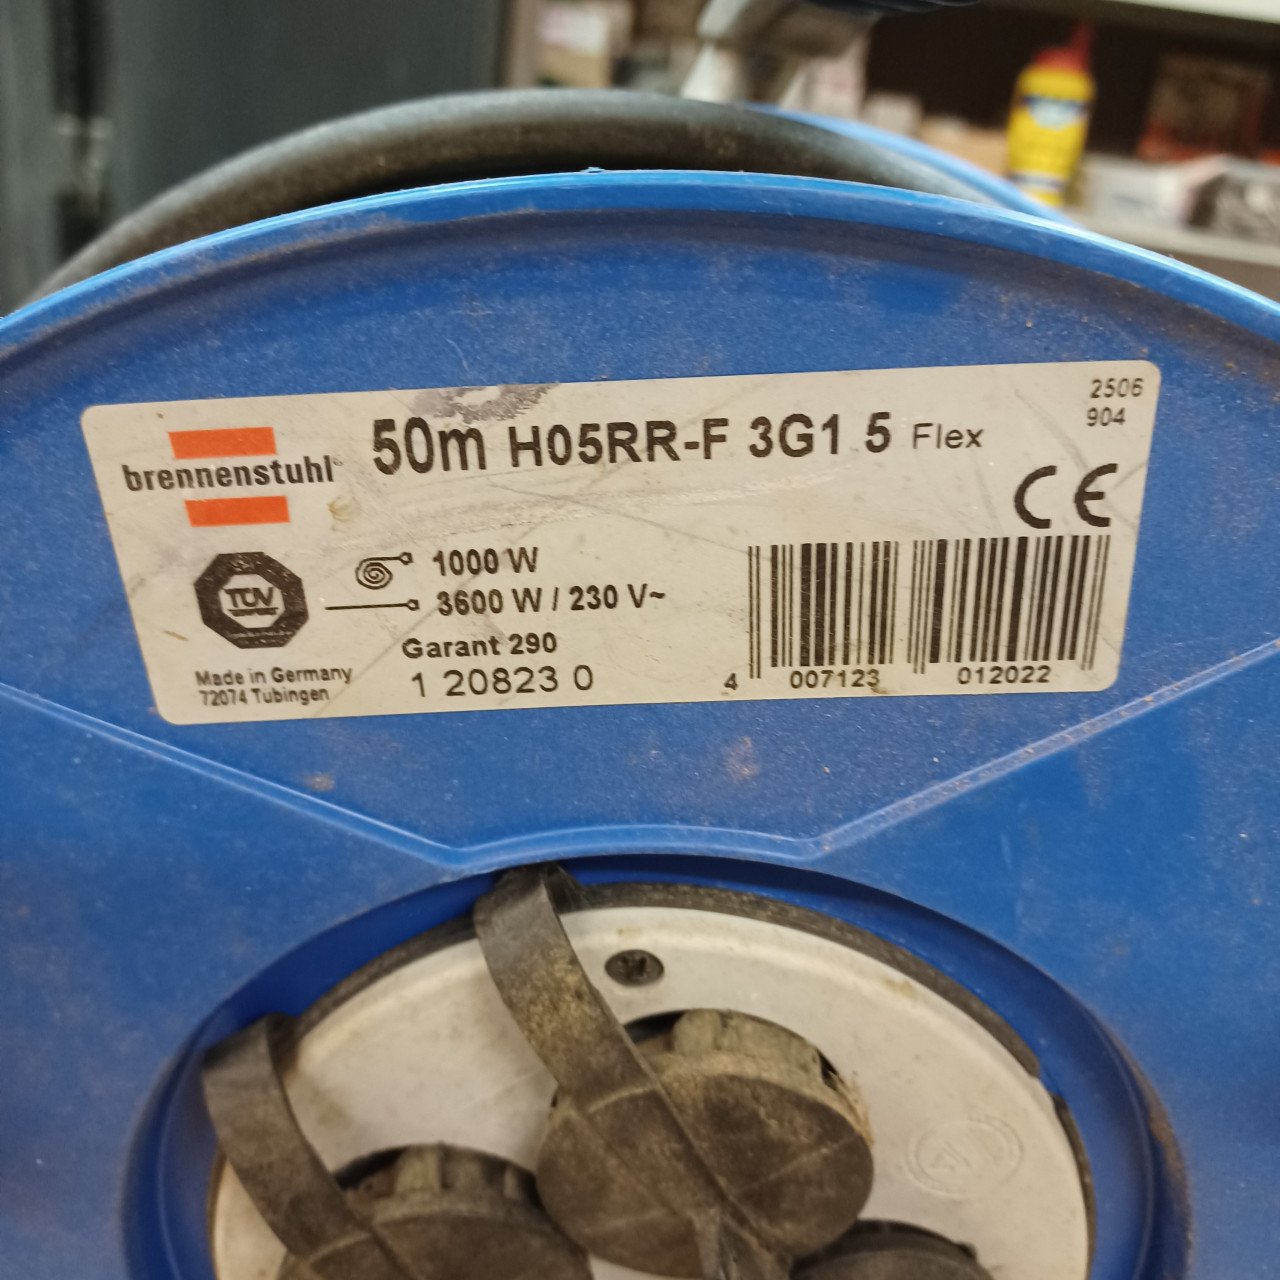 2506
904
brennenstuhl
50m H05RR-F 3G1 5 Flex
CE
1000 W
3600 W / 230 V~
TÜV
Garant 290
1 20823 0
Made in Germany
72074 Tubingen
4 007123 012022